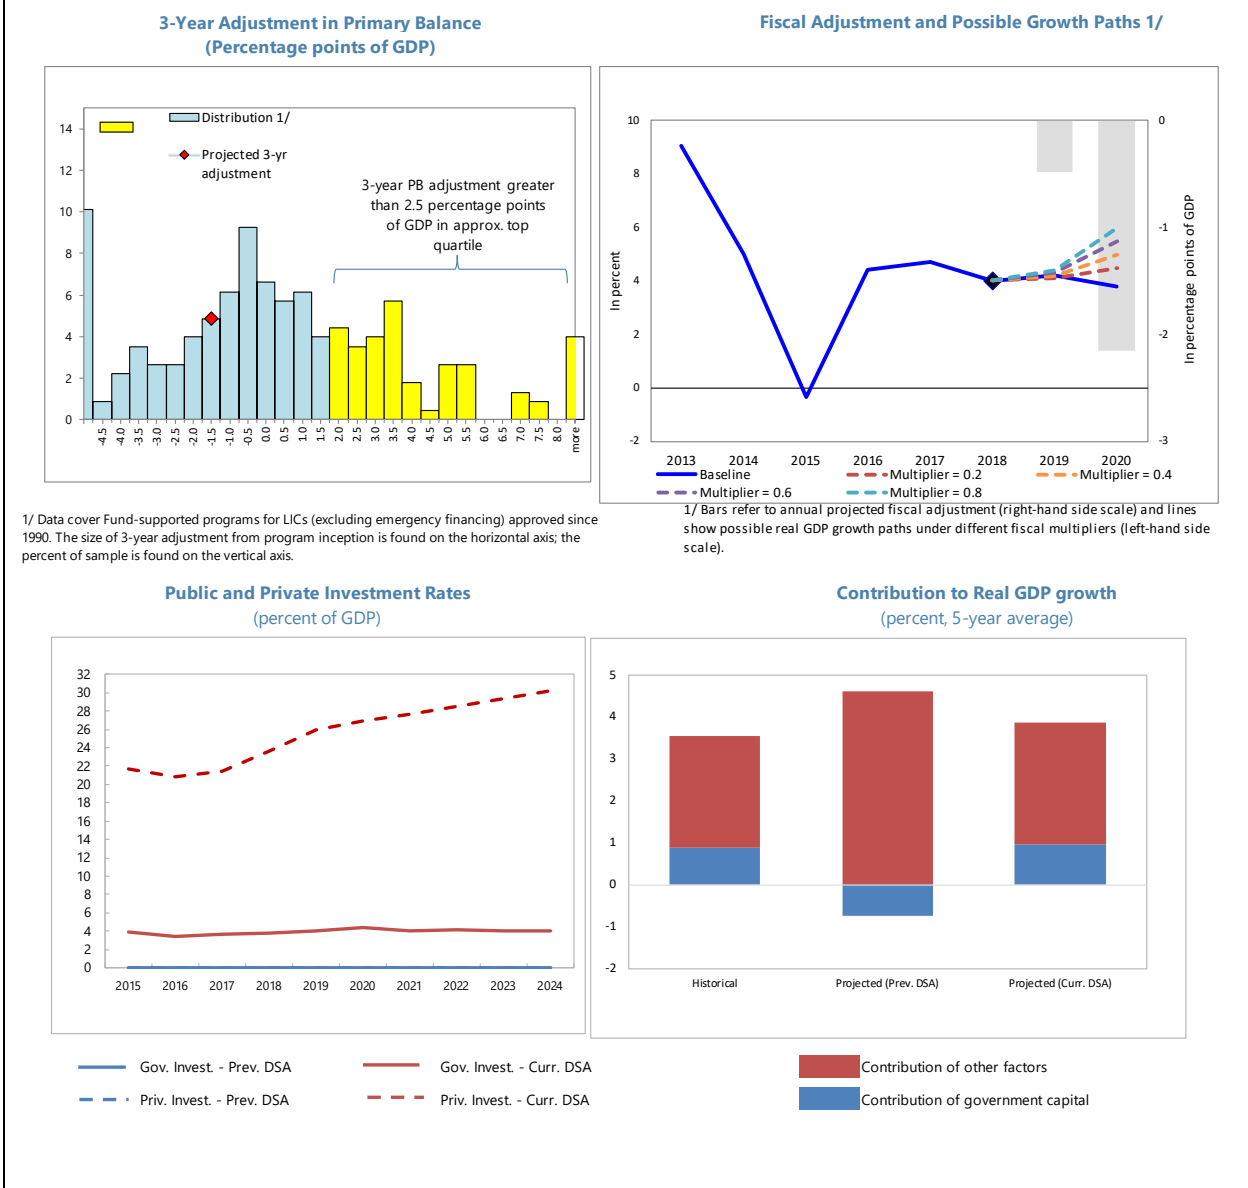 3-Year Adjustment in Primary Balance
(Percentage points of GDP)
14
12
10
8
6
4
2
0
Distribution 1/
Projected 3-yr
adjustment
3-year PB adjustment greater
than 2.5 percentage points
of GDP in approx. top
quartile
-4.5
-4.0
-3.5
-3.0
-2.5
-2.0
-1.5
-1.0
-0.5
0.0
0.5
1.0
1.5
2.0
2.5
3.0
3.5
4.0
4.5
5.0
5.5
6.0
6.5
7.0
7.5
8.0
more
1/ Data cover Fund-supported programs for LICs (excluding emergency financing) approved since
1990. The size of 3-year adjustment from program inception is found on the horizontal axis; the
percent of sample is found on the vertical axis.
Fiscal Adjustment and Possible Growth Paths 1/
In percent
10
8
6
4
2
0
-2
0
-1
-2
-3
In percentage points of GDP
2013 2014 2015 2016 2017 2018 2019 2020
Baseline Multiplier = 0.2 Multiplier = 0.4
Multiplier = 0.6 Multiplier = 0.8
1/ Bars refer to annual projected fiscal adjustment (right-hand side scale) and lines
show possible real GDP growth paths under different fiscal multipliers (left-hand side
scale).
Public and Private Investment Rates
(percent of GDP)
32
30
28
26
24
22
20
18
16
14
12
10
8
6
4
2
0
2015 2016 2017 2018 2019 2020 2021 2022 2023 2024
Gov. Invest. - Prev. DSA Gov. Invest. - Curr. DSA
Priv. Invest. - Prev. DSA Priv. Invest. - Curr. DSA
Contribution to Real GDP growth
(percent, 5-year average)
5
4
3
2
1
0
-1
-2
Historical Projected (Prev. DSA) Projected (Curr. DSA)
Contribution of other factors
Contribution of government capital